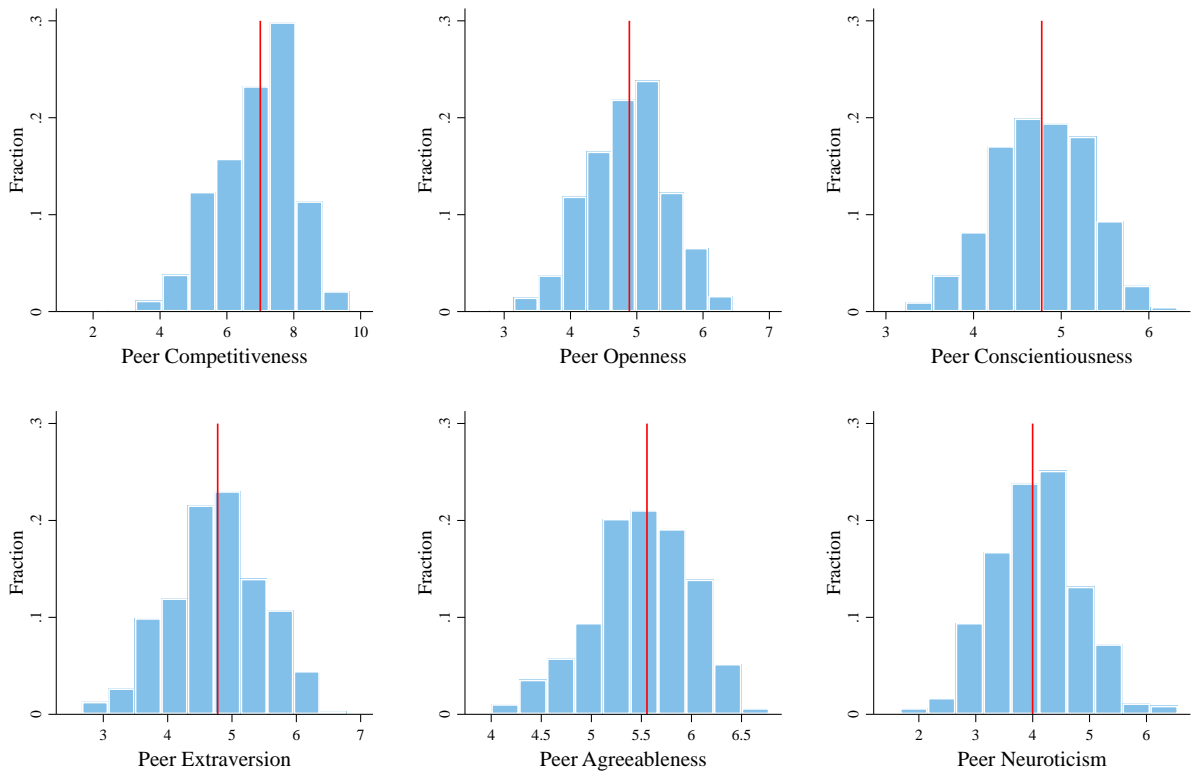 Fraction
0 .1 .2 .3
2 4 6 8 10
Peer Competitiveness
Fraction
0 .1 .2 .3
3 4 5 6 7
Peer Openness
Fraction
0 .1 .2 .3
3 4 5 6
Peer Conscientiousness
Fraction
0 .1 .2 .3
3 4 5 6 7
Peer Extraversion
Fraction
0 .1 .2 .3
4 4.5 5 5.5 6 6.5
Peer Agreeableness
Fraction
0 .1 .2 .3
2 3 4 5 6
Peer Neuroticism